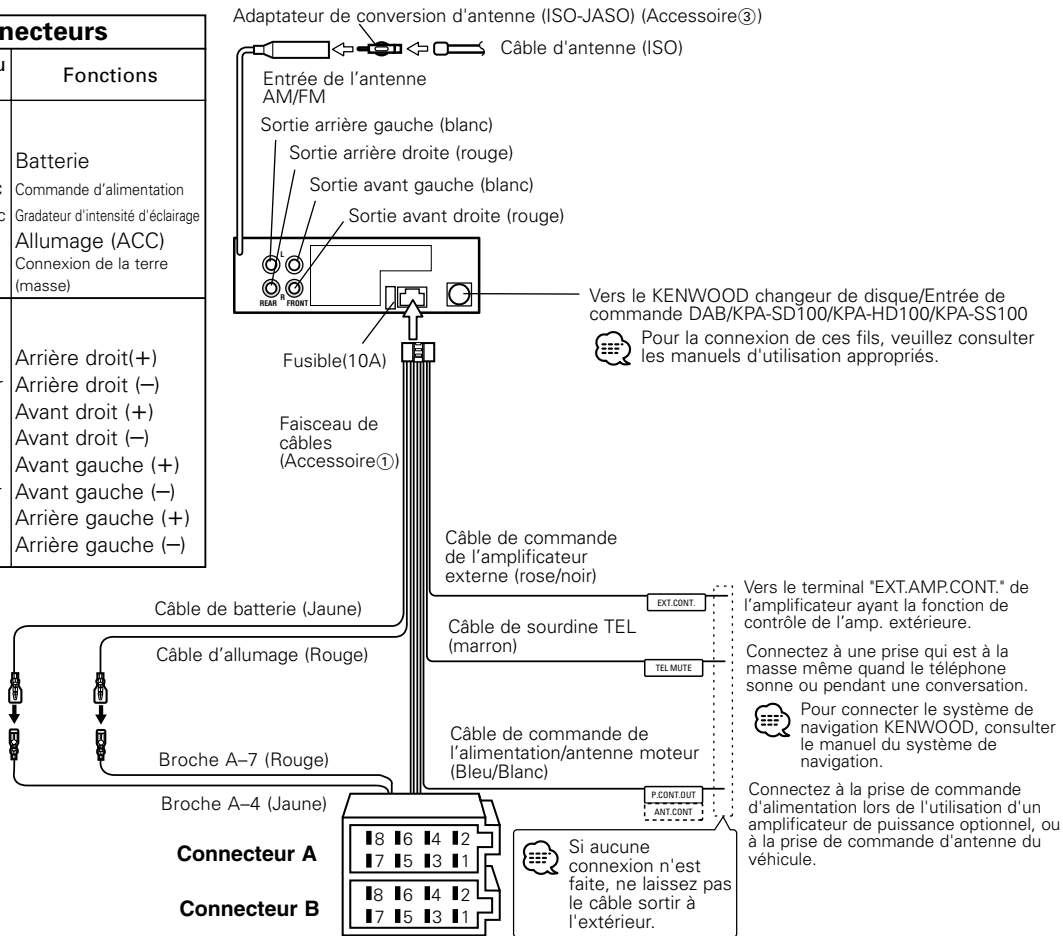 necteurs
u
Fonctions
Batterie
C Commande d'alimentation
c Gradateur d'intensité d'éclairage
Allumage (ACC)
Connexion de la terre
(masse)
Arrière droit(+)
r Arrière droit (−)
Avant droit (+)
Avant droit (−)
Avant gauche (+)
r Avant gauche (−)
Arrière gauche (+)
Arrière gauche (−)
Adaptateur de conversion d'antenne (ISO-JASO) (Accessoire③)
Câble d'antenne (ISO)
Entrée de l'antenne
AM/FM
Sortie arrière gauche (blanc)
Sortie arrière droite (rouge)
Sortie avant gauche (blanc)
Sortie avant droite (rouge)
L
R
REAR
FRONT
Vers le KENWOOD changeur de disque/Entrée de
commande DAB/KPA-SD100/KPA-HD100/KPA-SS100
Pour la connexion de ces fils, veuillez consulter
les manuels d'utilisation appropriés.
Fusible(10A)
Faisceau de
câbles
(Accessoire①)
Câble de commande
de l'amplificateur
externe (rose/noir)
EXT.CONT.
Vers le terminal "EXT.AMP.CONT." de
l'amplificateur ayant la fonction de
contrôle de l'amp. extérieure.
Câble de batterie (Jaune)
Câble d'allumage (Rouge)
Câble de sourdine TEL
(marron)
TEL MUTE
Connectez à une prise qui est à la
masse même quand le téléphone
sonne ou pendant une conversation.
Pour connecter le système de
navigation KENWOOD, consulter
le manuel du système de
navigation.
Broche A–7 (Rouge)
Broche A–4 (Jaune)
Câble de commande de
l'alimentation/antenne moteur
(Bleu/Blanc)
P.CONT.OUT
ANT.CONT
Connectez à la prise de commande
d'alimentation lors de l'utilisation d'un
amplificateur de puissance optionnel, ou
à la prise de commande d'antenne du
véhicule.
Connecteur A
8 6 4 2
7 5 3 1
Connecteur B
8 6 4 2
7 5 3 1
Si aucune
connexion n'est
faite, ne laissez pas
le câble sortir à
l'extérieur.